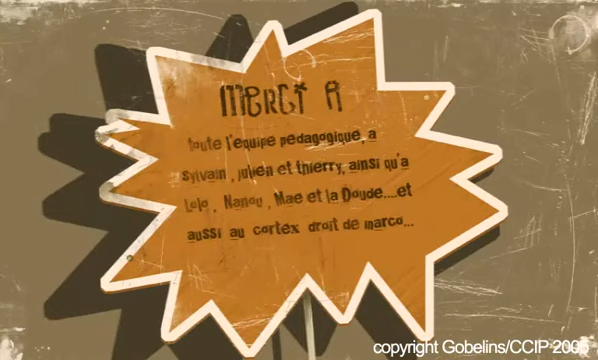 MERCI A
toute l'equipe pedagogique, a
sylvain , julien et thierry, ainsi qu'a
Lolo , Nanou , Mae et la Doude....et
aussi au cortex droit de marco...
copyright Gobelins/CCIP 2005